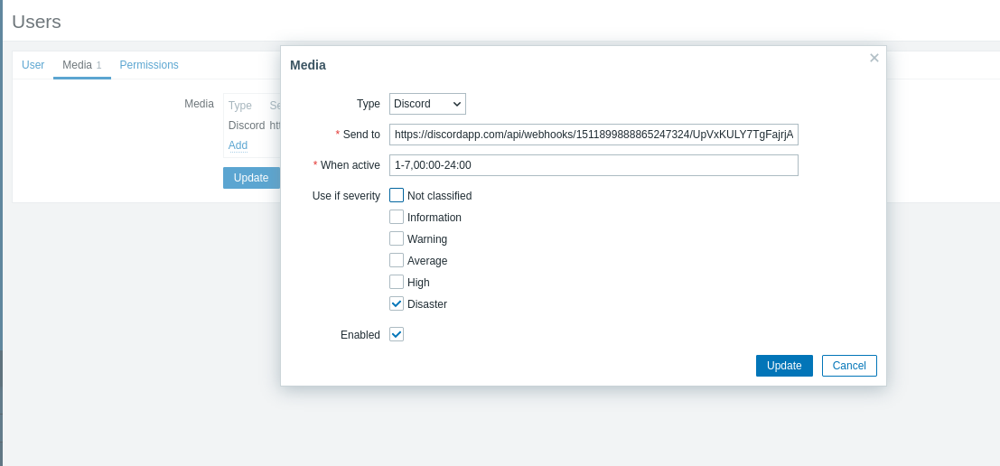 Users
User Media 1 Permissions
Media
Type
Discord
Add
Update
Media
Type Discord
* Send to https://discordapp.com/api/webhooks/1511899888865247324/UpVxKULY7TgFajrjA
* When active 1-7,00:00-24:00
Use if severity Not classified
Information
Warning
Average
High
Disaster
Enabled
Update Cancel